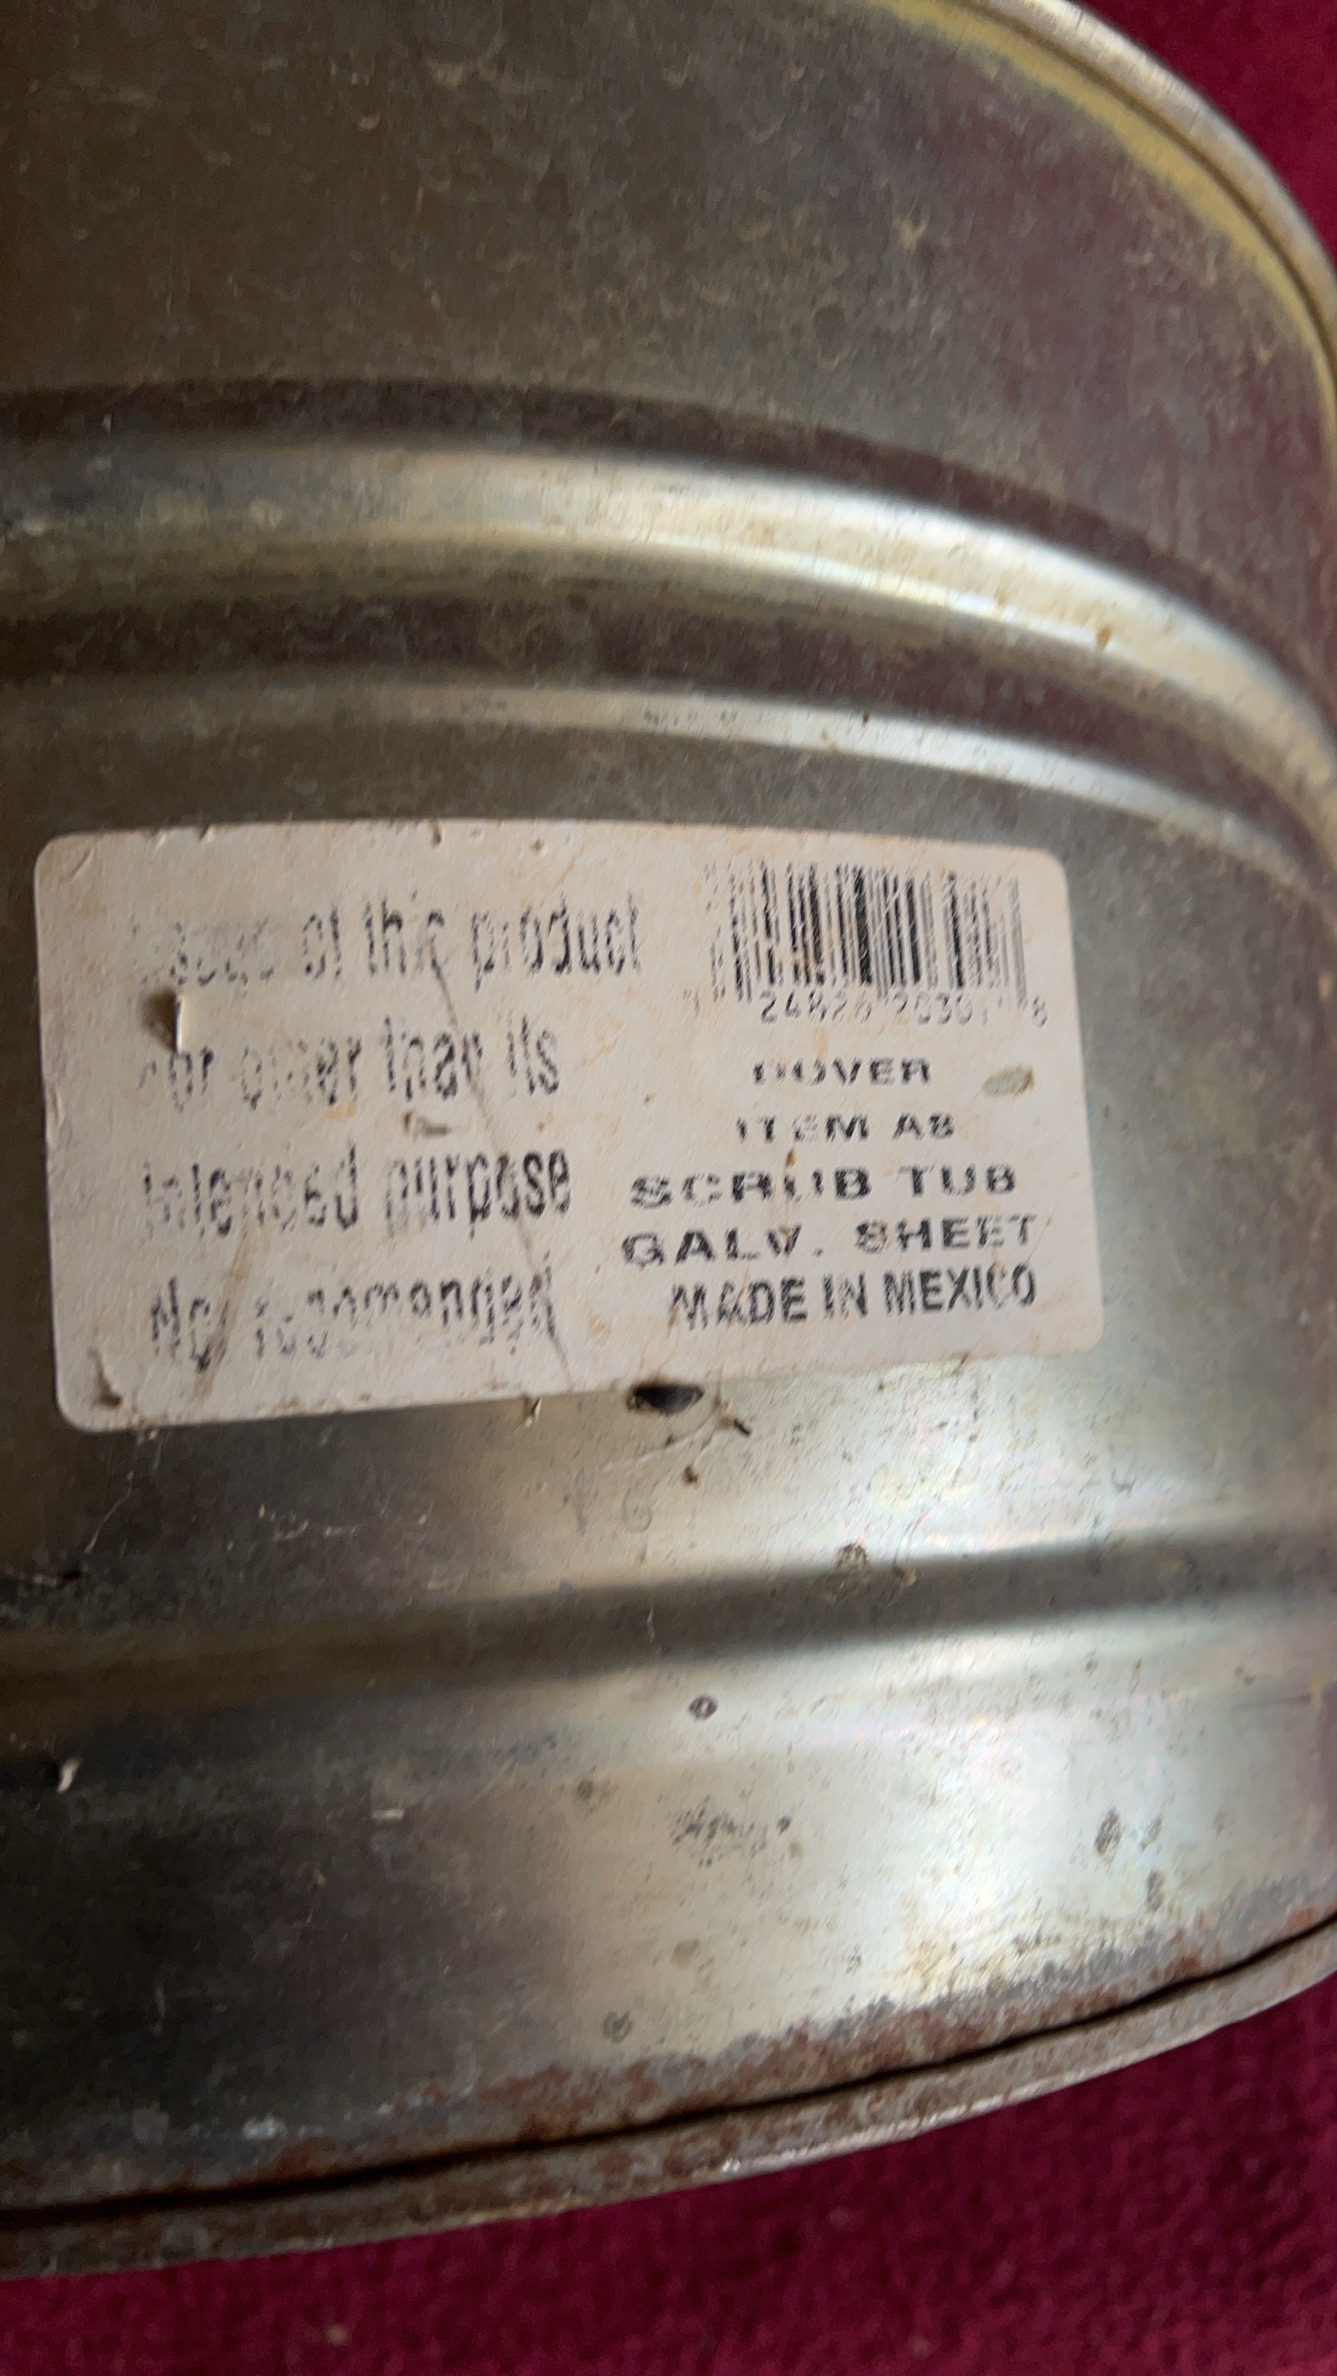 of this product
for other than its
intended purpose
Not recomended
DOVER
ITEM A8
SCRUB TUB
GALV. SHEET
MADE IN MEXICO